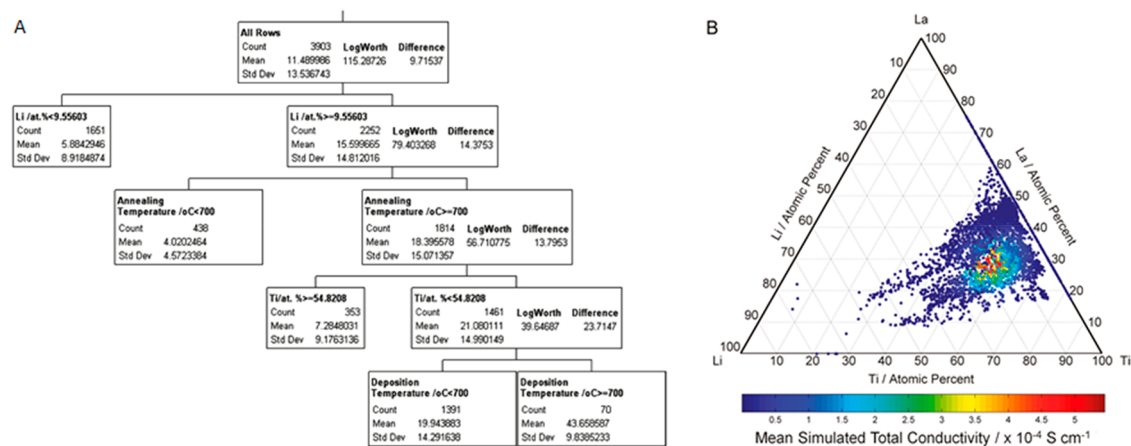 A
All Rows
Count 3903 LogWorth Difference
Mean 11.489986 115.28726 9.71537
Std Dev 13.536743
Li /at.%<9.55603
Count 1651
Mean 5.8842946
Std Dev 8.9184874
Li /at.%>=9.55603
Count 2252 LogWorth Difference
Mean 15.599665 79.403268 14.3753
Std Dev 14.812016
Annealing
Temperature /oC<700
Count 438
Mean 4.0202464
Std Dev 4.5723384
Annealing
Temperature /oC>=700
Count 1814 LogWorth Difference
Mean 18.395578 56.710775 13.7953
Std Dev 15.071357
Ti/at. %>=54.8208
Count 353
Mean 7.2848031
Std Dev 9.1763136
Ti/at. %<54.8208
Count 1461 LogWorth Difference
Mean 21.080111 39.64687 23.7147
Std Dev 14.990149
Deposition
Temperature /oC<700
Count 1391
Mean 19.943883
Std Dev 14.291638
Deposition
Temperature /oC>=700
Count 70
Mean 43.658587
Std Dev 9.8385233
B
La
100
10 90
20 80
30 70
40 60
50 50
60 40
70 30
80 20
90 10
100
Li / Atomic Percent
La / Atomic Percent
Li 10 20 30 40 50 60 70 80 90 100 Ti
Ti / Atomic Percent
0.5 1 1.5 2 2.5 3 3.5 4 4.5 5
Mean Simulated Total Conductivity / x 10⁻⁴ S cm⁻¹